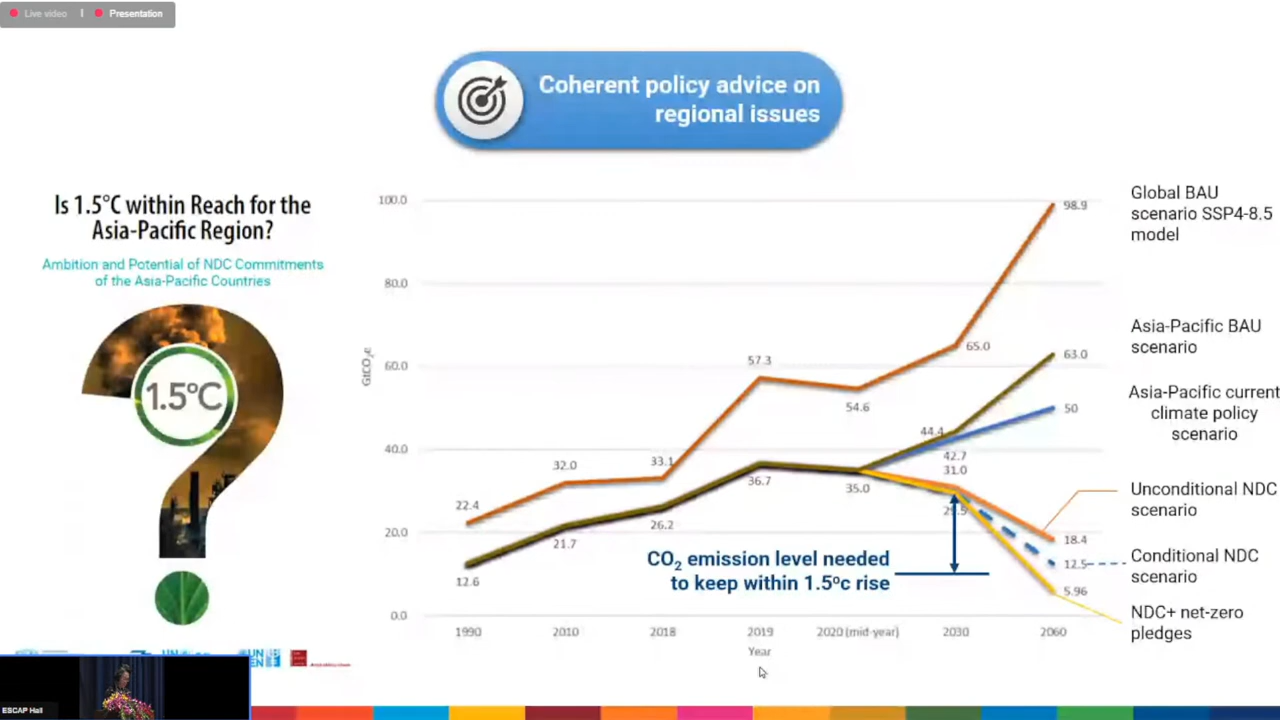 Live video
Presentation
Coherent policy advice on
regional issues
Is 1.5°C within Reach for the
Asia-Pacific Region?
Ambition and Potential of NDC Commitments
of the Asia-Pacific Countries
1.5ºC
100.0
80.0
60.0
40.0
20.0
0.0
GtCO₂e
22.4
32.0
33.1
57.3
54.6
65.0
98.9
12.6
21.7
26.2
36.7
35.0
44.4
42.7
31.0
63.0
50
18.4
12.5
5.96
CO₂ emission level needed
to keep within 1.5ºc rise
1990
2010
2018
2019
2020 (mid-year)
2030
2060
Year
Global BAU
scenario SSP4-8.5
model
Asia-Pacific BAU
scenario
Asia-Pacific current
climate policy
scenario
Unconditional NDC
scenario
Conditional NDC
scenario
NDC+ net-zero
pledges
ESCAP Hall